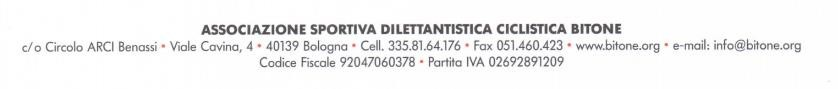 ASSOCIAZIONE SPORTIVA DILETTANTISTICA CICLISTICA BITONE
c/o Circolo ARCI Benassi • Viale Cavina, 4 • 40139 Bologna • Cell. 335.81.64.176 • Fax 051.460.423 • www.bitone.org • e-mail: info@bitone.org
Codice Fiscale 92047060378 • Partita IVA 02692891209